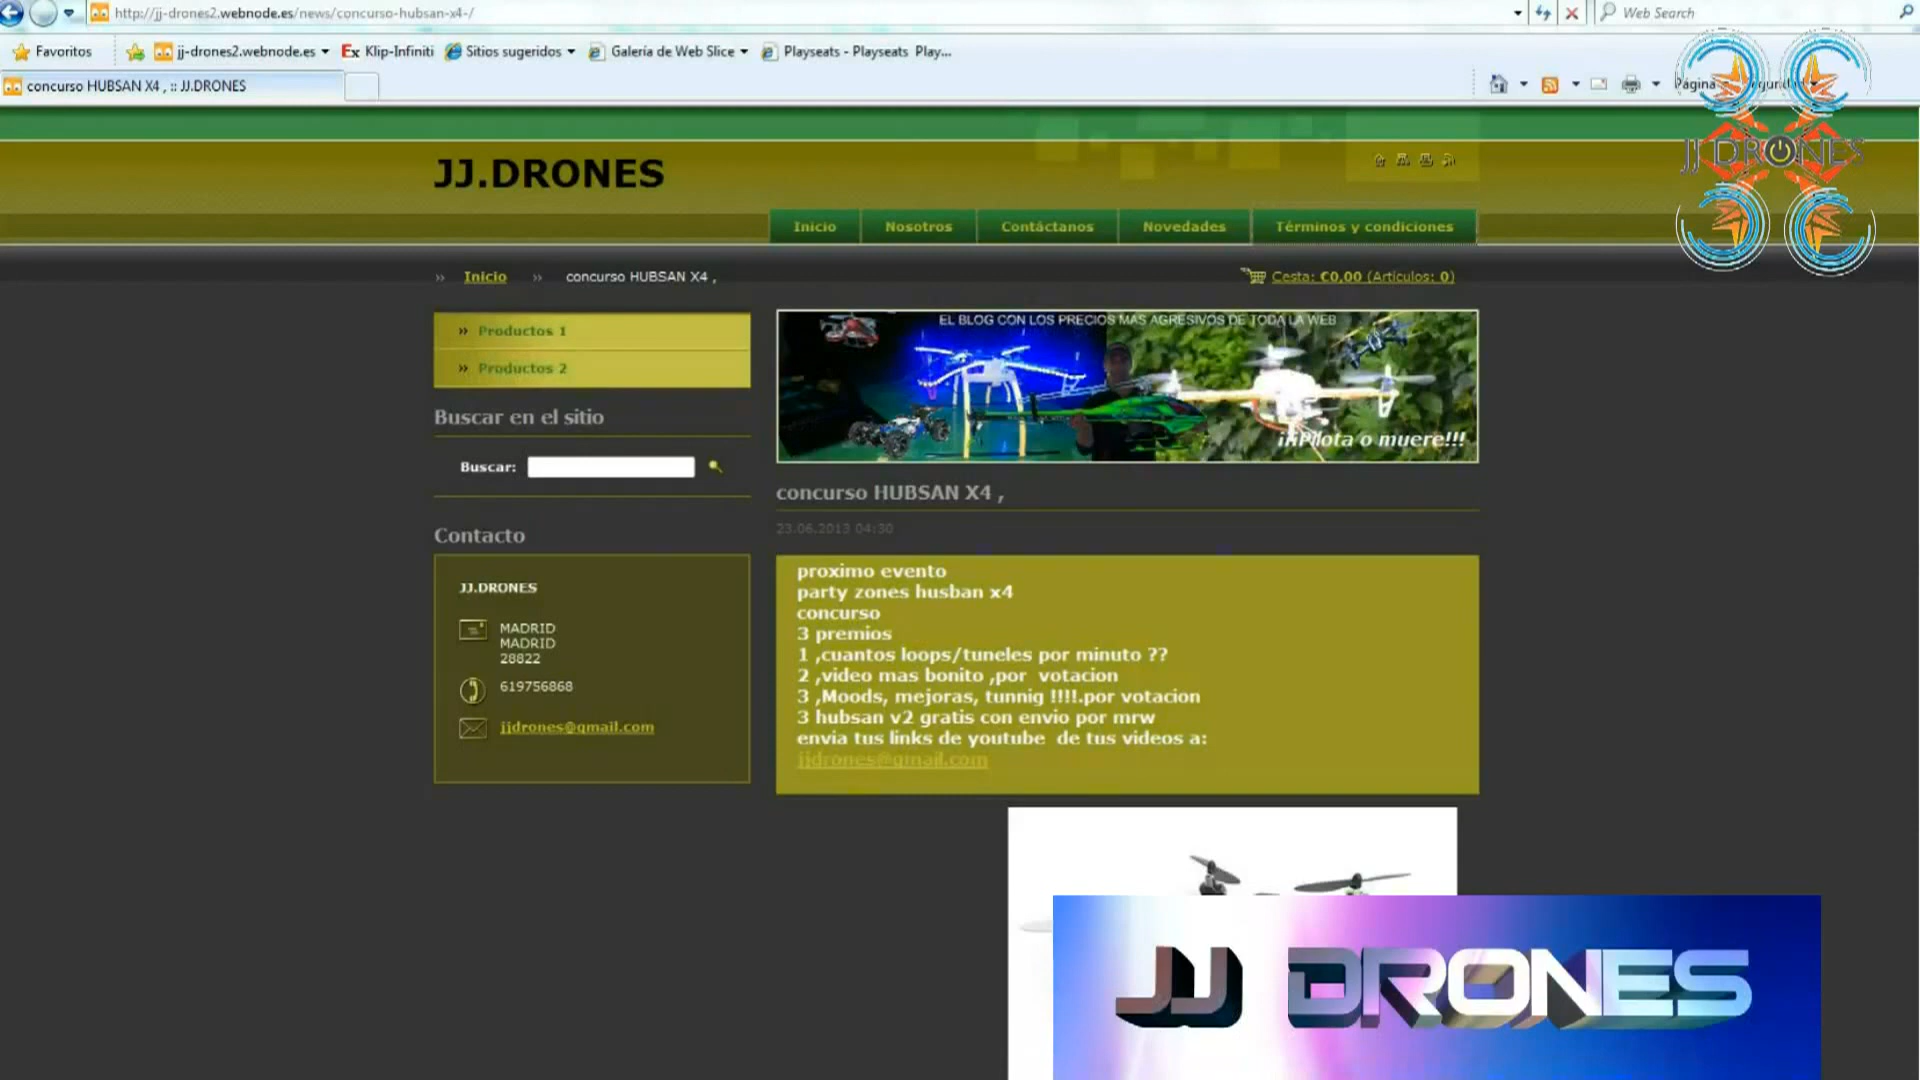 http://jj-drones2.webnode.es/news/concurso-hubsan-x4-/
Web Search
Favoritos
jj-drones2.webnode.es
Klip-Infiniti
Sitios sugeridos
Galería de Web Slice
Playseats - Playseats Play...
concurso HUBSAN X4 , :: JJ.DRONES
Página
JJ DRONES
JJ.DRONES
Inicio
Nosotros
Contáctanos
Novedades
Términos y condiciones
Inicio
concurso HUBSAN X4 ,
Cesta: €0,00 (Artículos: 0)
Productos 1
Productos 2
Buscar en el sitio
Buscar:
Contacto
JJ.DRONES
MADRID
MADRID
28822
619756868
jjdrones@gmail.com
EL BLOG CON LOS PRECIOS MAS AGRESIVOS DE TODA LA WEB
¡¡¡Pilota o muere!!!
concurso HUBSAN X4 ,
23.06.2013 04:30
proximo evento
party zones husban x4
concurso
3 premios
1 ,cuantos loops/tuneles por minuto ??
2 ,video mas bonito ,por votacion
3 ,Moods, mejoras, tunnig !!!!.por votacion
3 hubsan v2 gratis con envio por mrw
envia tus links de youtube de tus videos a:
jjdrones@gmail.com
JJ DRONES